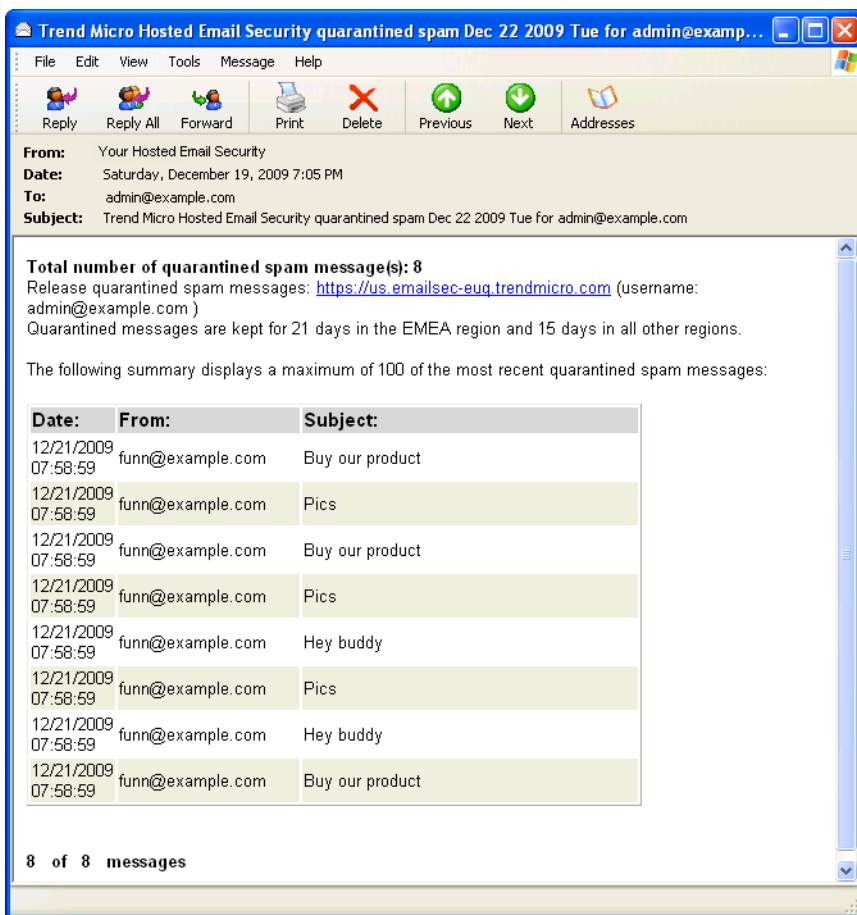 Trend Micro Hosted Email Security quarantined spam Dec 22 2009 Tue for admin@examp...
File Edit View Tools Message Help
Reply Reply All Forward Print Delete Previous Next Addresses
From: Your Hosted Email Security
Date: Saturday, December 19, 2009 7:05 PM
To: admin@example.com
Subject: Trend Micro Hosted Email Security quarantined spam Dec 22 2009 Tue for admin@example.com
Total number of quarantined spam message(s): 8
Release quarantined spam messages: https://us.emailsec-euq.trendmicro.com (username:
admin@example.com )
Quarantined messages are kept for 21 days in the EMEA region and 15 days in all other regions.
The following summary displays a maximum of 100 of the most recent quarantined spam messages:
Date: From: Subject:
12/21/2009
07:58:59 funn@example.com Buy our product
12/21/2009
07:58:59 funn@example.com Pics
12/21/2009
07:58:59 funn@example.com Buy our product
12/21/2009
07:58:59 funn@example.com Pics
12/21/2009
07:58:59 funn@example.com Hey buddy
12/21/2009
07:58:59 funn@example.com Pics
12/21/2009
07:58:59 funn@example.com Hey buddy
12/21/2009
07:58:59 funn@example.com Buy our product
8 of 8 messages